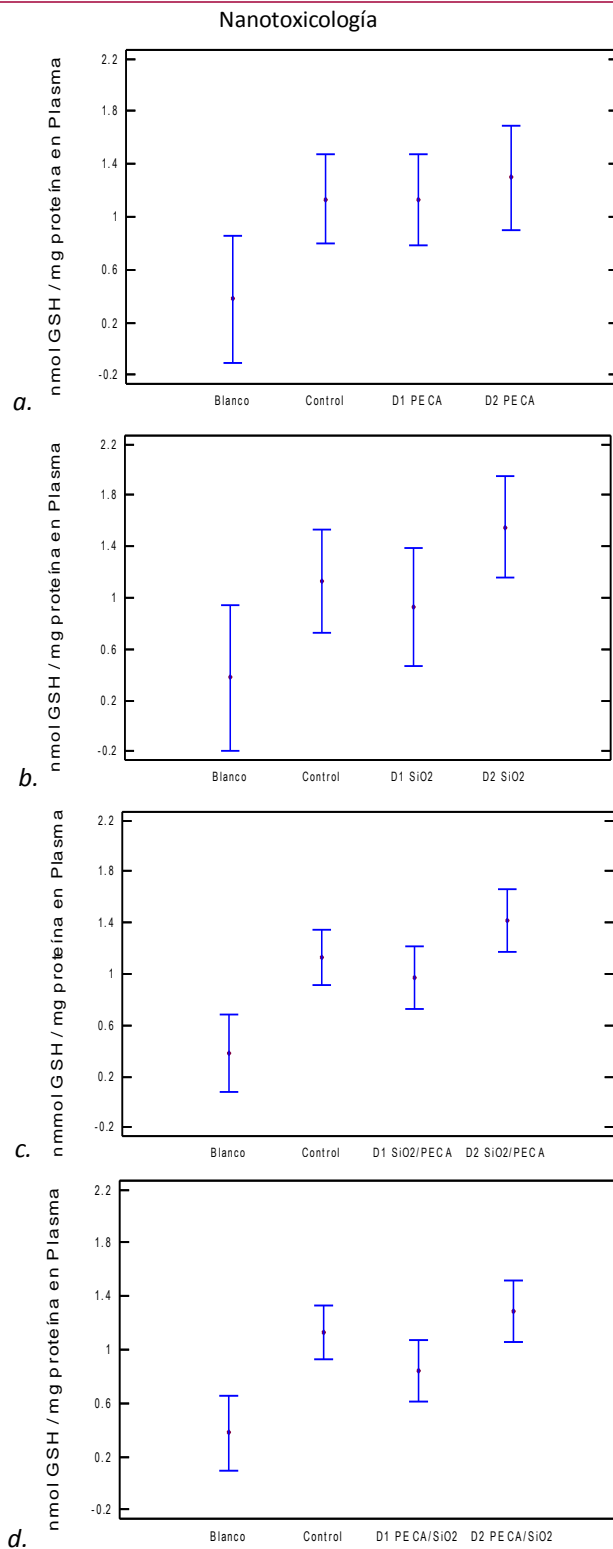 Nanotoxicología
nmol GSH / mg proteína en Plasma
2.2
1.8
1.4
1
0.6
0.2
-0.2
Blanco Control D1 PECA D2 PECA
a.
nmol GSH / mg proteína en Plasma
2.2
1.8
1.4
1
0.6
0.2
-0.2
Blanco Control D1 SiO2 D2 SiO2
b.
nmmol GSH / mg proteína en Plasma
2.2
1.8
1.4
1
0.6
0.2
-0.2
Blanco Control D1 SiO2/PECA D2 SiO2/PECA
c.
nmol GSH / mg proteína en Plasma
2.2
1.8
1.4
1
0.6
0.2
-0.2
Blanco Control D1 PECA/SiO2 D2 PECA/SiO2
d.